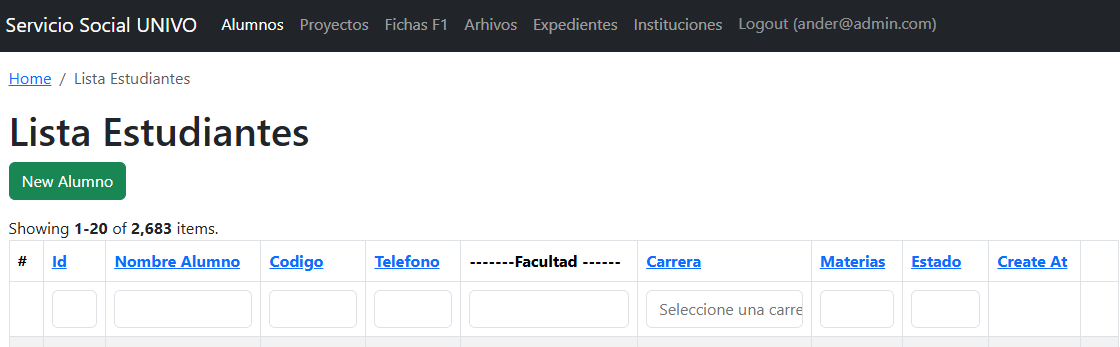 Servicio Social UNIVO Alumnos Proyectos Fichas F1 Arhivos Expedientes Instituciones Logout (ander@admin.com)
Home / Lista Estudiantes
Lista Estudiantes
New Alumno
Showing 1-20 of 2,683 items.
# Id Nombre Alumno Codigo Telefono -------Facultad ------ Carrera Materias Estado Create At
Seleccione una carre